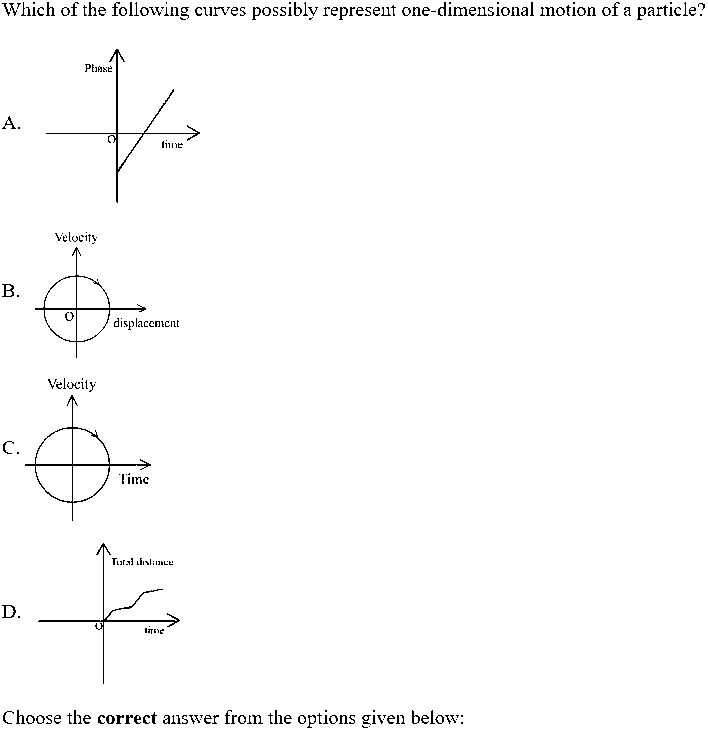 Which of the following curves possibly represent one-dimensional motion of a particle?
Phase
A.
O
time
Velocity
B.
O
displacement
Velocity
C.
Time
Total distance
D.
O
time
Choose the correct answer from the options given below: